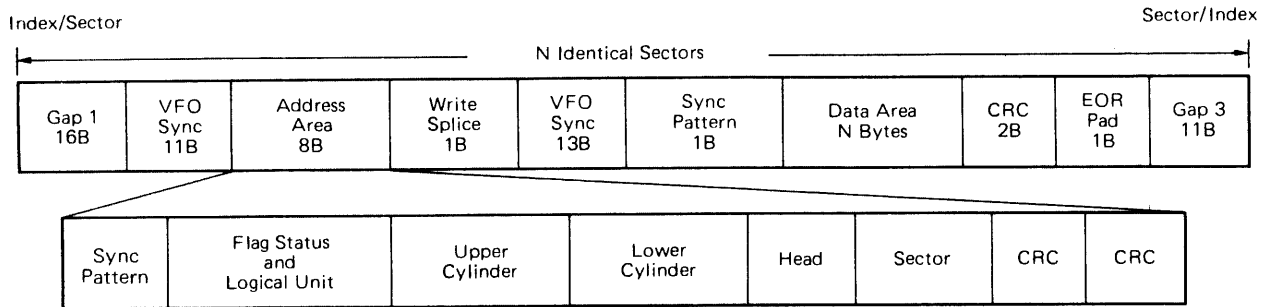 Index/Sector
Sector/Index
N Identical Sectors
Gap 1
16B
VFO
Sync
11B
Address
Area
8B
Write
Splice
1B
VFO
Sync
13B
Sync
Pattern
1B
Data Area
N Bytes
CRC
2B
EOR
Pad
1B
Gap 3
11B
Sync
Pattern
Flag Status
and
Logical Unit
Upper
Cylinder
Lower
Cylinder
Head
Sector
CRC
CRC